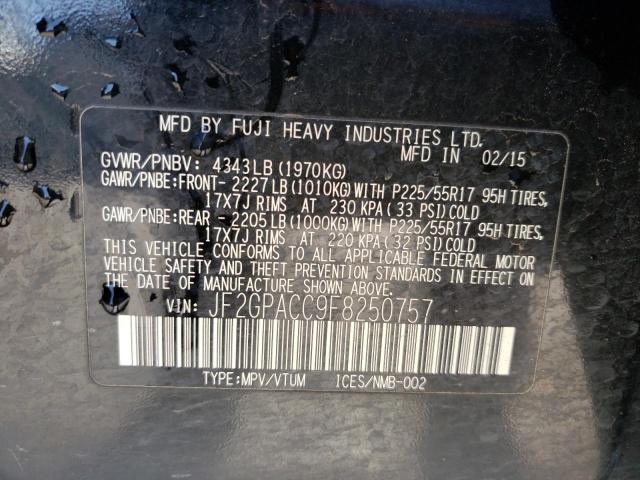 MFD BY FUJI HEAVY INDUSTRIES LTD.
MFD IN 02/15
GVWR/PNBV: 4343LB (1970KG)
GAWR/PNBE:FRONT- 2227LB (1010KG) WITH P225/55R17 95H TIRES,
17X7J RIMS AT 230 KPA (33 PSI) COLD
GAWR/PNBE:REAR - 2205LB (1000KG) WITH P225/55R17 95H TIRES,
17X7J RIMS AT 220 KPA (32 PSI) COLD
THIS VEHICLE CONFORMS TO ALL APPLICABLE FEDERAL MOTOR
VEHICLE SAFETY AND THEFT PREVENTION STANDARDS IN EFFECT ON
THE DATE OF MANUFACTURE SHOWN ABOVE.
VIN: JF2GPACC9F8250757
TYPE:MPV/VTUM ICES/NMB-002